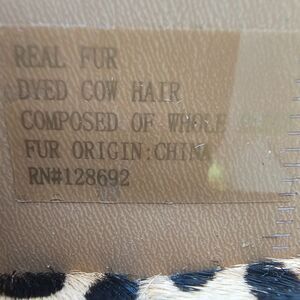 REAL FUR
DYED COW HAIR
COMPOSED OF WHOLE
FUR ORIGIN:CHINA
RN#128692